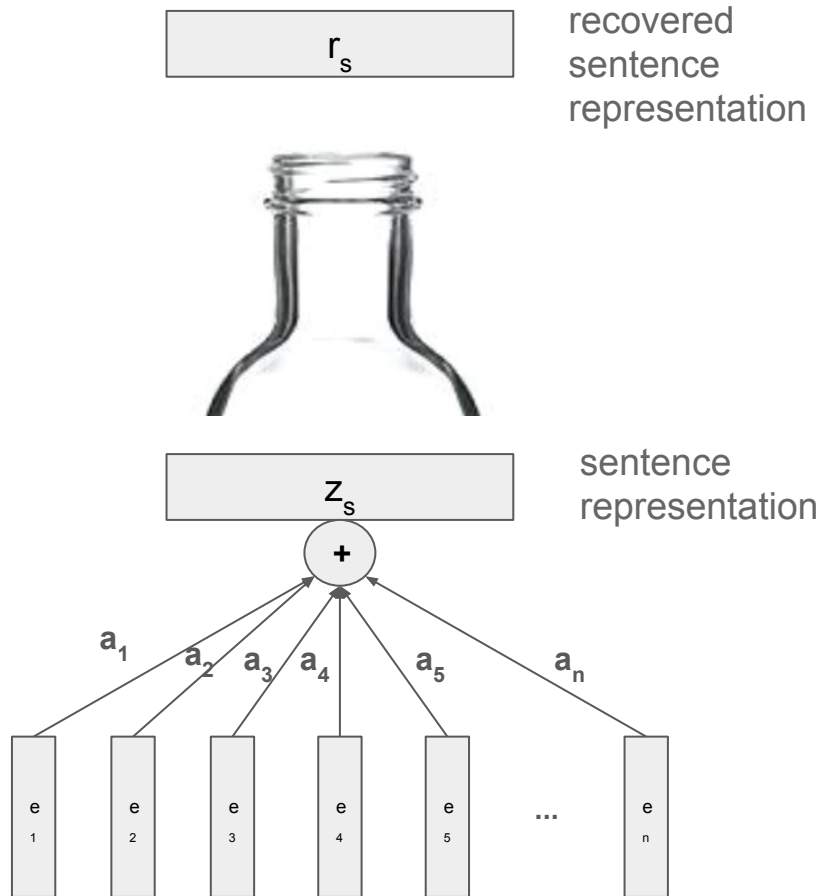 r_s
recovered
sentence
representation
z_s
sentence
representation
+
a_1 a_2 a_3 a_4 a_5 a_n
e e e e e ... e
1 2 3 4 5 n